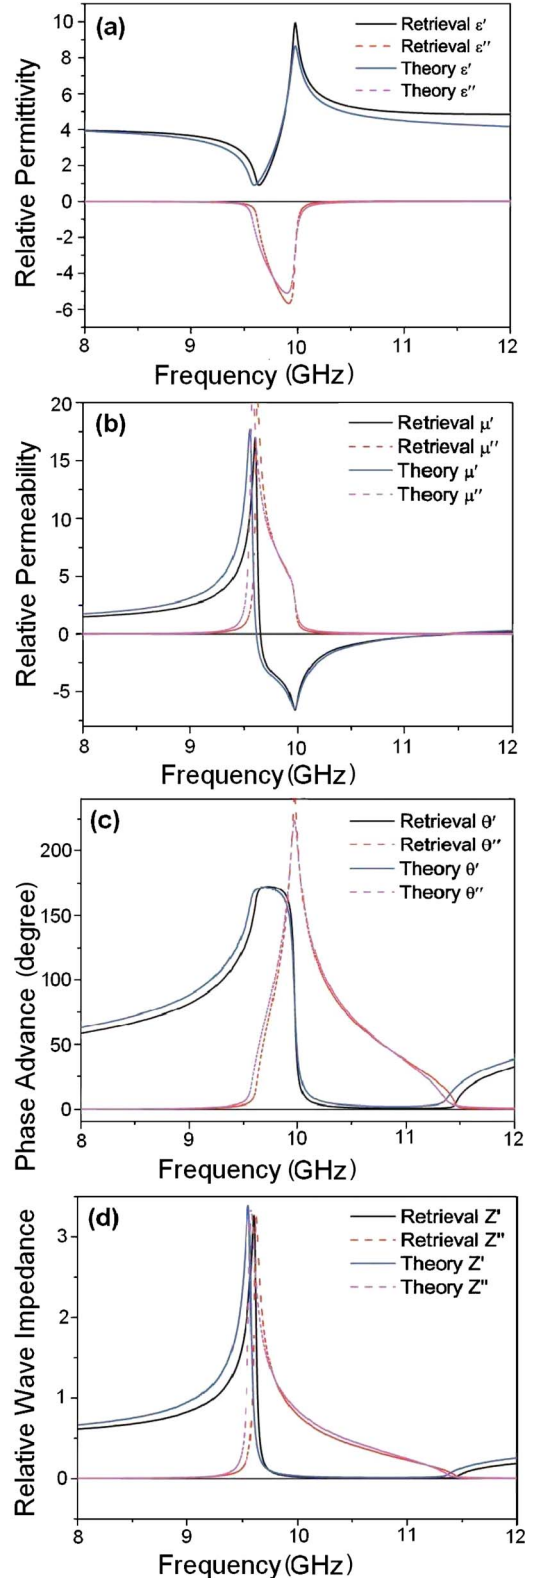 (a)
Retrieval ε′
Retrieval ε″
Theory ε′
Theory ε″
10
8
6
4
2
0
-2
-4
-6
Relative Permittivity
8 9 10 11 12
Frequency (GHz)
(b)
Retrieval μ′
Retrieval μ″
Theory μ′
Theory μ″
20
15
10
5
0
-5
Relative Permeability
8 9 10 11 12
Frequency (GHz)
(c)
Retrieval θ′
Retrieval θ″
Theory θ′
Theory θ″
200
150
100
50
0
Phase Advance (degree)
8 9 10 11 12
Frequency (GHz)
(d)
Retrieval Z'
Retrieval Z''
Theory Z'
Theory Z''
3
2
1
0
Relative Wave Impedance
8 9 10 11 12
Frequency (GHz)